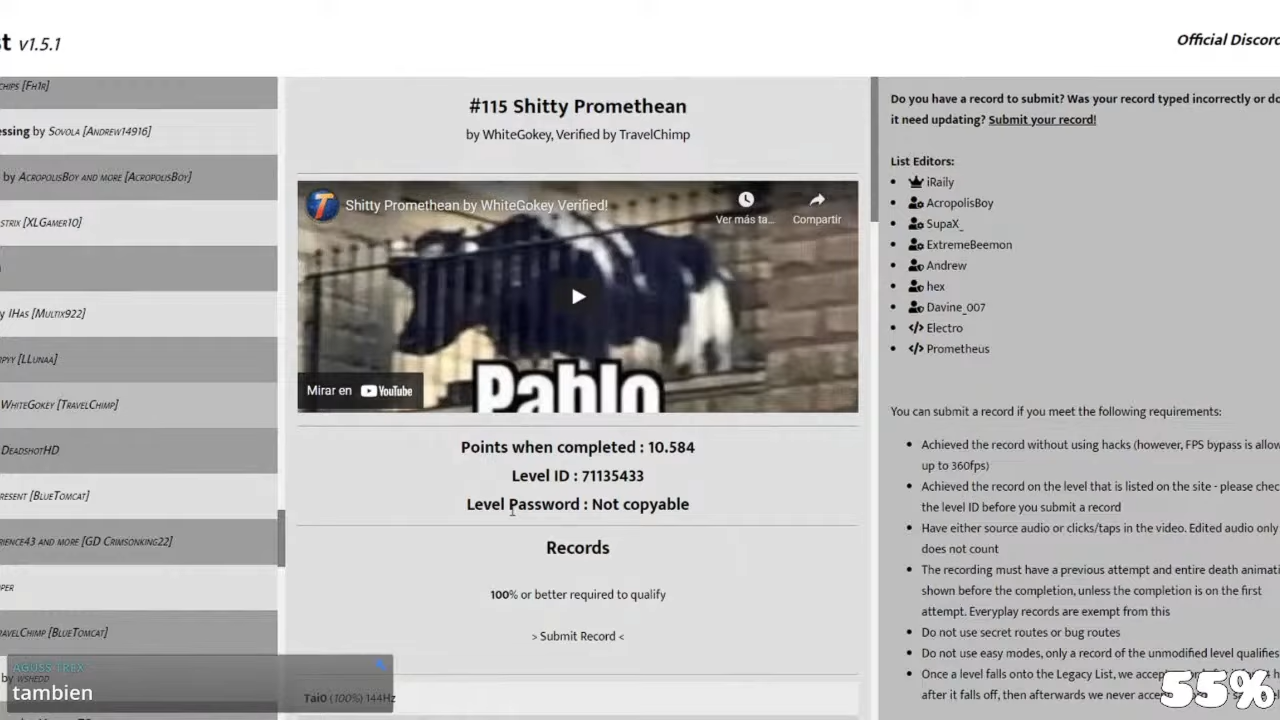 st v1.5.1
Official Discord
CHIPS [FH1R]
essing by SOVOLA [ANDREW14916]
by ACROPOLISBOY AND MORE [ACROPOLISBOY]
STRIX [XLGAMER10]
y IHAS [MULTIX922]
RPYY [LLUNAA]
WHITEGOKEY [TRAVELCHIMP]
DEADSHOTHD
RESENT [BLUETOMCAT]
RIENCE43 AND MORE [GD CRIMSONKING22]
PER
RAVELCHIMP [BLUETOMCAT]
by WSHEDD
AGUSS TREX
tambien
#115 Shitty Promethean
by WhiteGokey, Verified by TravelChimp
Shitty Promethean by WhiteGokey Verified!
Ver más ta...
Compartir
Pablo
Mirar en YouTube
Points when completed : 10.584
Level ID : 71135433
Level Password : Not copyable
Records
100% or better required to qualify
> Submit Record <
Tai0 (100%) 144Hz
Do you have a record to submit? Was your record typed incorrectly or do
it need updating? Submit your record!
List Editors:
iRaily
AcropolisBoy
SupaX_
ExtremeBeemon
Andrew
hex
Davine_007
Electro
Prometheus
You can submit a record if you meet the following requirements:
Achieved the record without using hacks (however, FPS bypass is allow
up to 360fps)
Achieved the record on the level that is listed on the site - please chec
the level ID before you submit a record
Have either source audio or clicks/taps in the video. Edited audio only
does not count
The recording must have a previous attempt and entire death animati
shown before the completion, unless the completion is on the first
attempt. Everyplay records are exempt from this
Do not use secret routes or bug routes
Do not use easy modes, only a record of the unmodified level qualifies
Once a level falls onto the Legacy List, we accep
after it falls off, then afterwards we never acce
55%